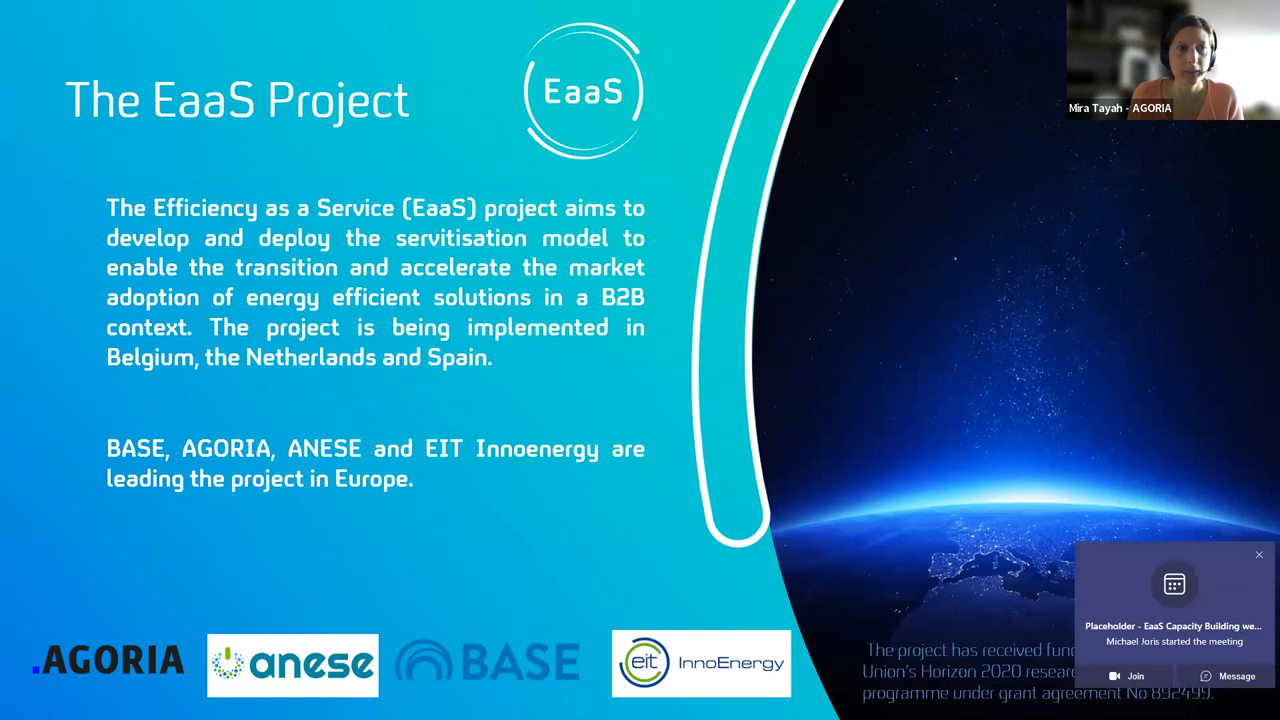 The EaaS Project
EaaS
Mira Tayah - AGORIA
The Efficiency as a Service (EaaS) project aims to
develop and deploy the servitisation model to
enable the transition and accelerate the market
adoption of energy efficient solutions in a B2B
context. The project is being implemented in
Belgium, the Netherlands and Spain.
BASE, AGORIA, ANESE and EIT Innoenergy are
leading the project in Europe.
.AGORIA
anese
BASE
eit InnoEnergy
The project has received
Union's Horizon 2020
programme under grant agreement No 892499.
Placeholder - EaaS Capacity Building we...
Michael Joris started the meeting
Join
Message